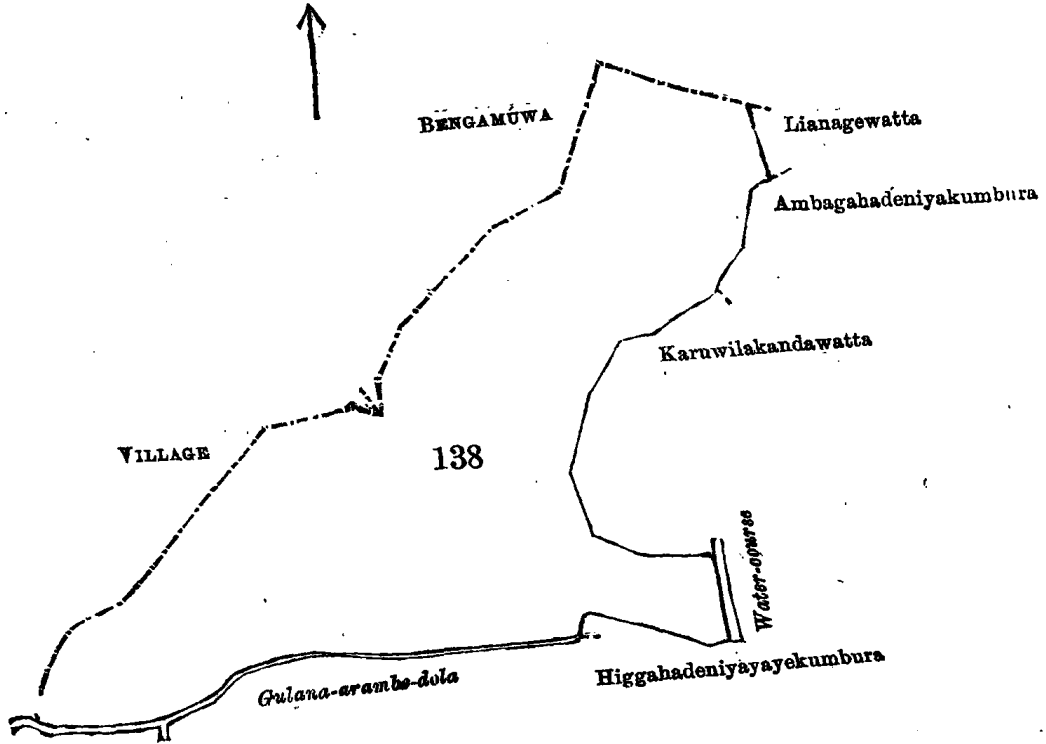 BENGAMUWA
Lianagewatta
Ambagahadeniyakumbura
Karuwilakandawatta
VILLAGE
138
Water-course
Higgahadeniyayayekumbura
Gulana-arambe-dola